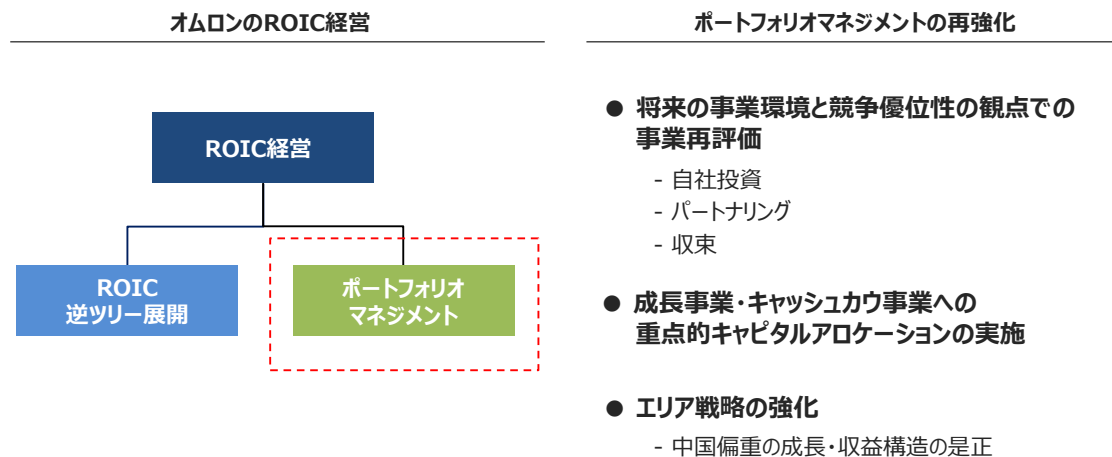 オムロンのROIC経営
ROIC経営
ROIC
逆ツリー展開
ポートフォリオ
マネジメント
ポートフォリオマネジメントの再強化
● 将来の事業環境と競争優位性の観点での
事業再評価
- 自社投資
- パートナリング
- 収束
● 成長事業・キャッシュカウ事業への
重点的キャピタルアロケーションの実施
● エリア戦略の強化
- 中国偏重の成長・収益構造の是正